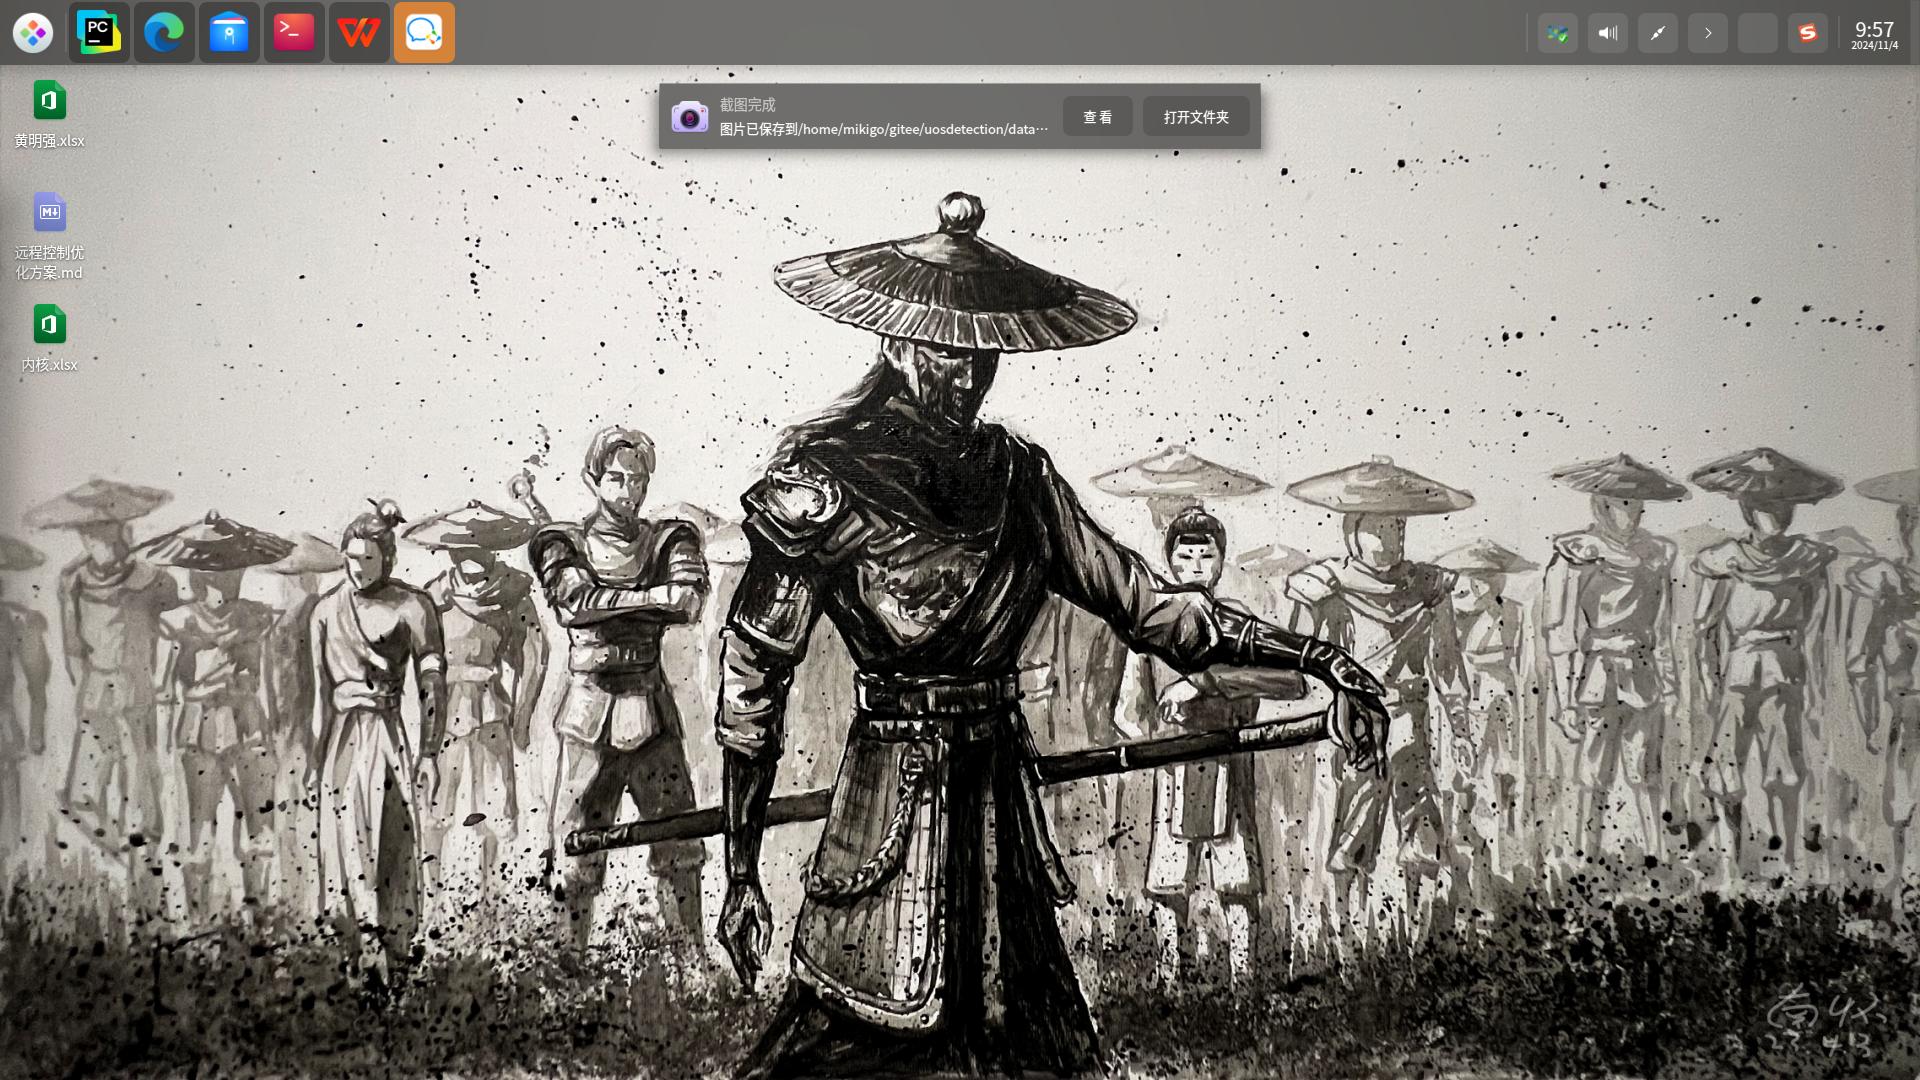 PC
9:57
2024/11/4
截图完成
图片已保存到/home/mikigo/gitee/uosdetection/data…
查看
打开文件夹
黄明强.xlsx
M
远程控制优
化方案.md
内核.xlsx